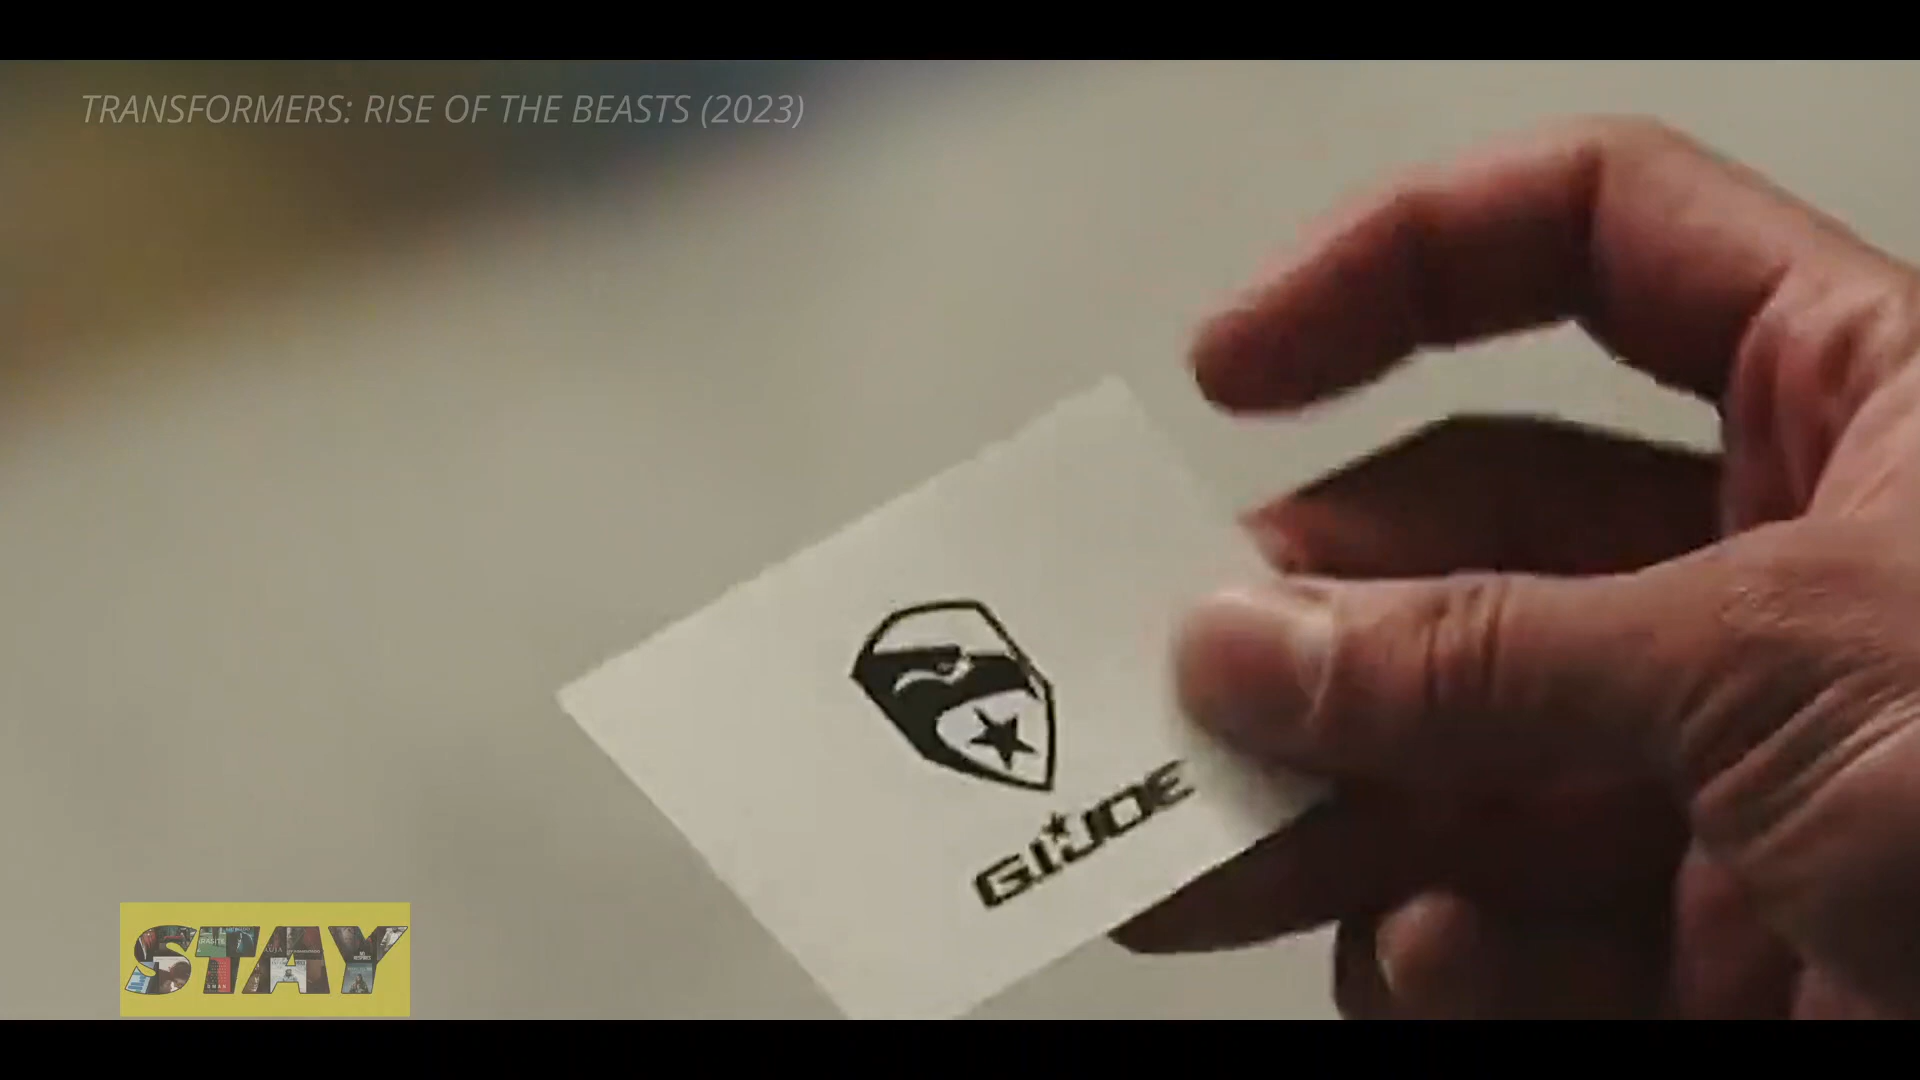 TRANSFORMERS: RISE OF THE BEASTS (2023)
G.I.JOE
STAY